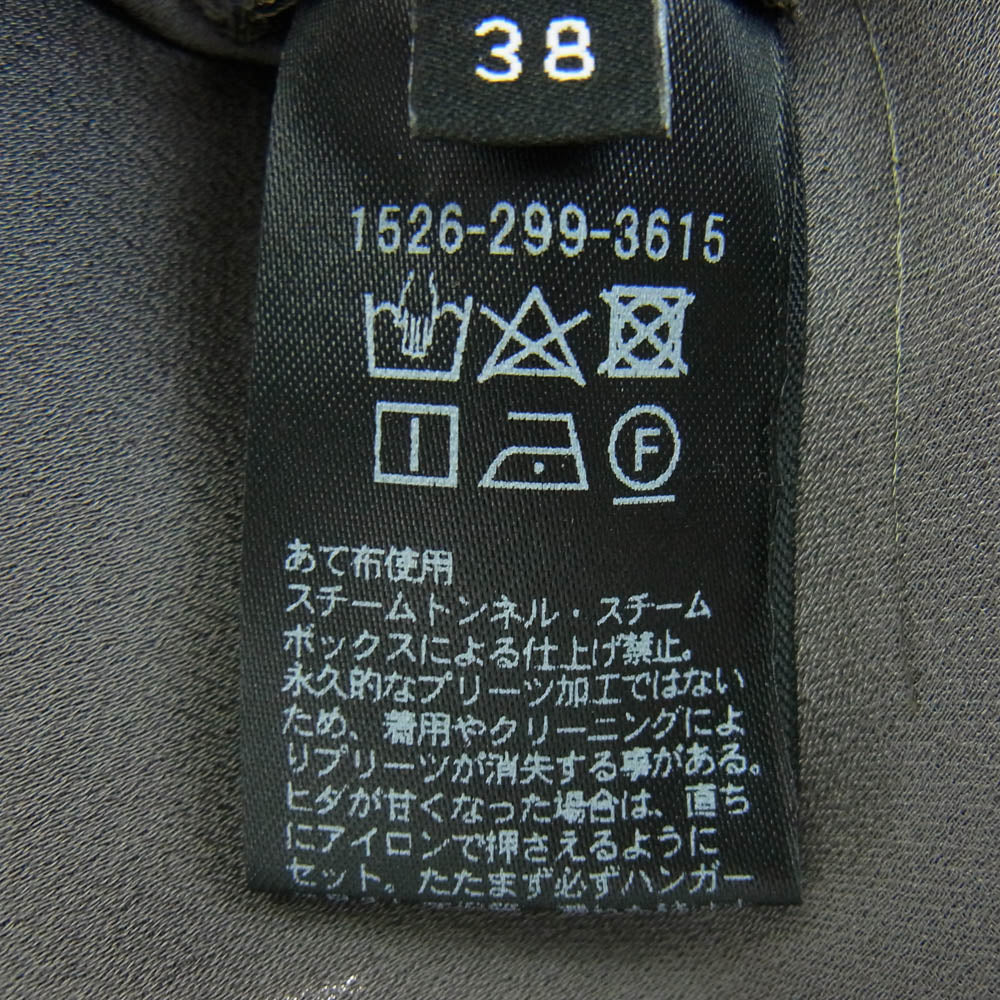 38
1526-299-3615
F
あて布使用
スチームトンネル・スチーム
ボックスによる仕上げ禁止。
永久的なプリーツ加工ではない
ため、着用やクリーニングによ
りプリーツが消失する事がある。
ヒダが甘くなった場合は、直ち
にアイロンで押さえるように
セット。たたまず必ずハンガー